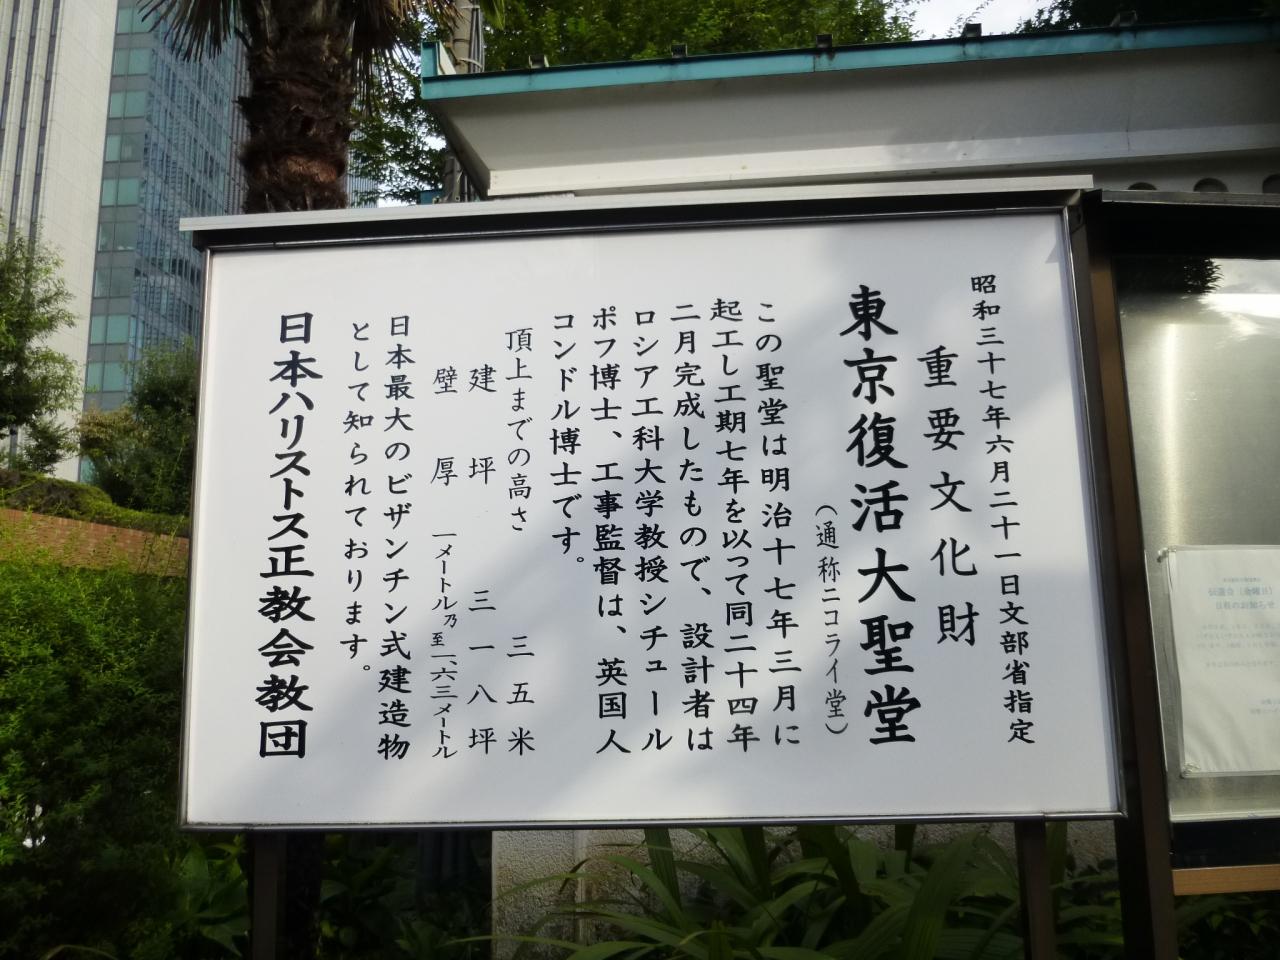 昭和三十七年六月二十一日文部省指定
重要文化財
東京復活大聖堂
（通称ニコライ堂）
この聖堂は明治十七年三月に
起工し工期七年を以って同二十四年
二月完成したもので、設計者は
ロシア工科大学教授シチュール
ポフ博士、工事監督は、英国人
コンドル博士です。
頂上までの高さ 三五米
建坪 三一八坪
壁厚 一メートル乃至一、六三メートル
日本最大のビザンチン式建造物
として知られております。
日本ハリストス正教会教団